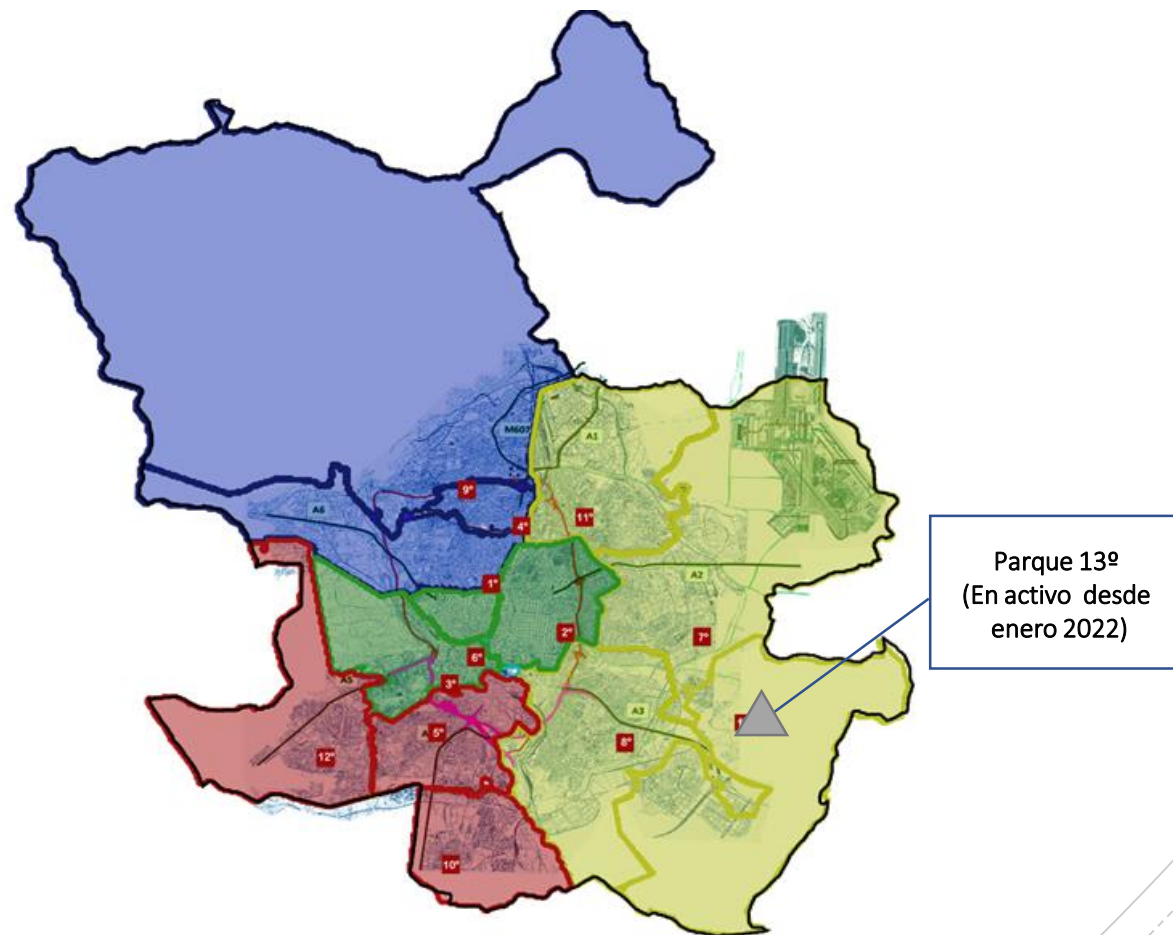 M607
A1
9º
A6
4º
11º
1º
A2
Parque 13º
(En activo desde
enero 2022)
2º
7º
6º
A5
3º
A3
5º
8º
12º
10º